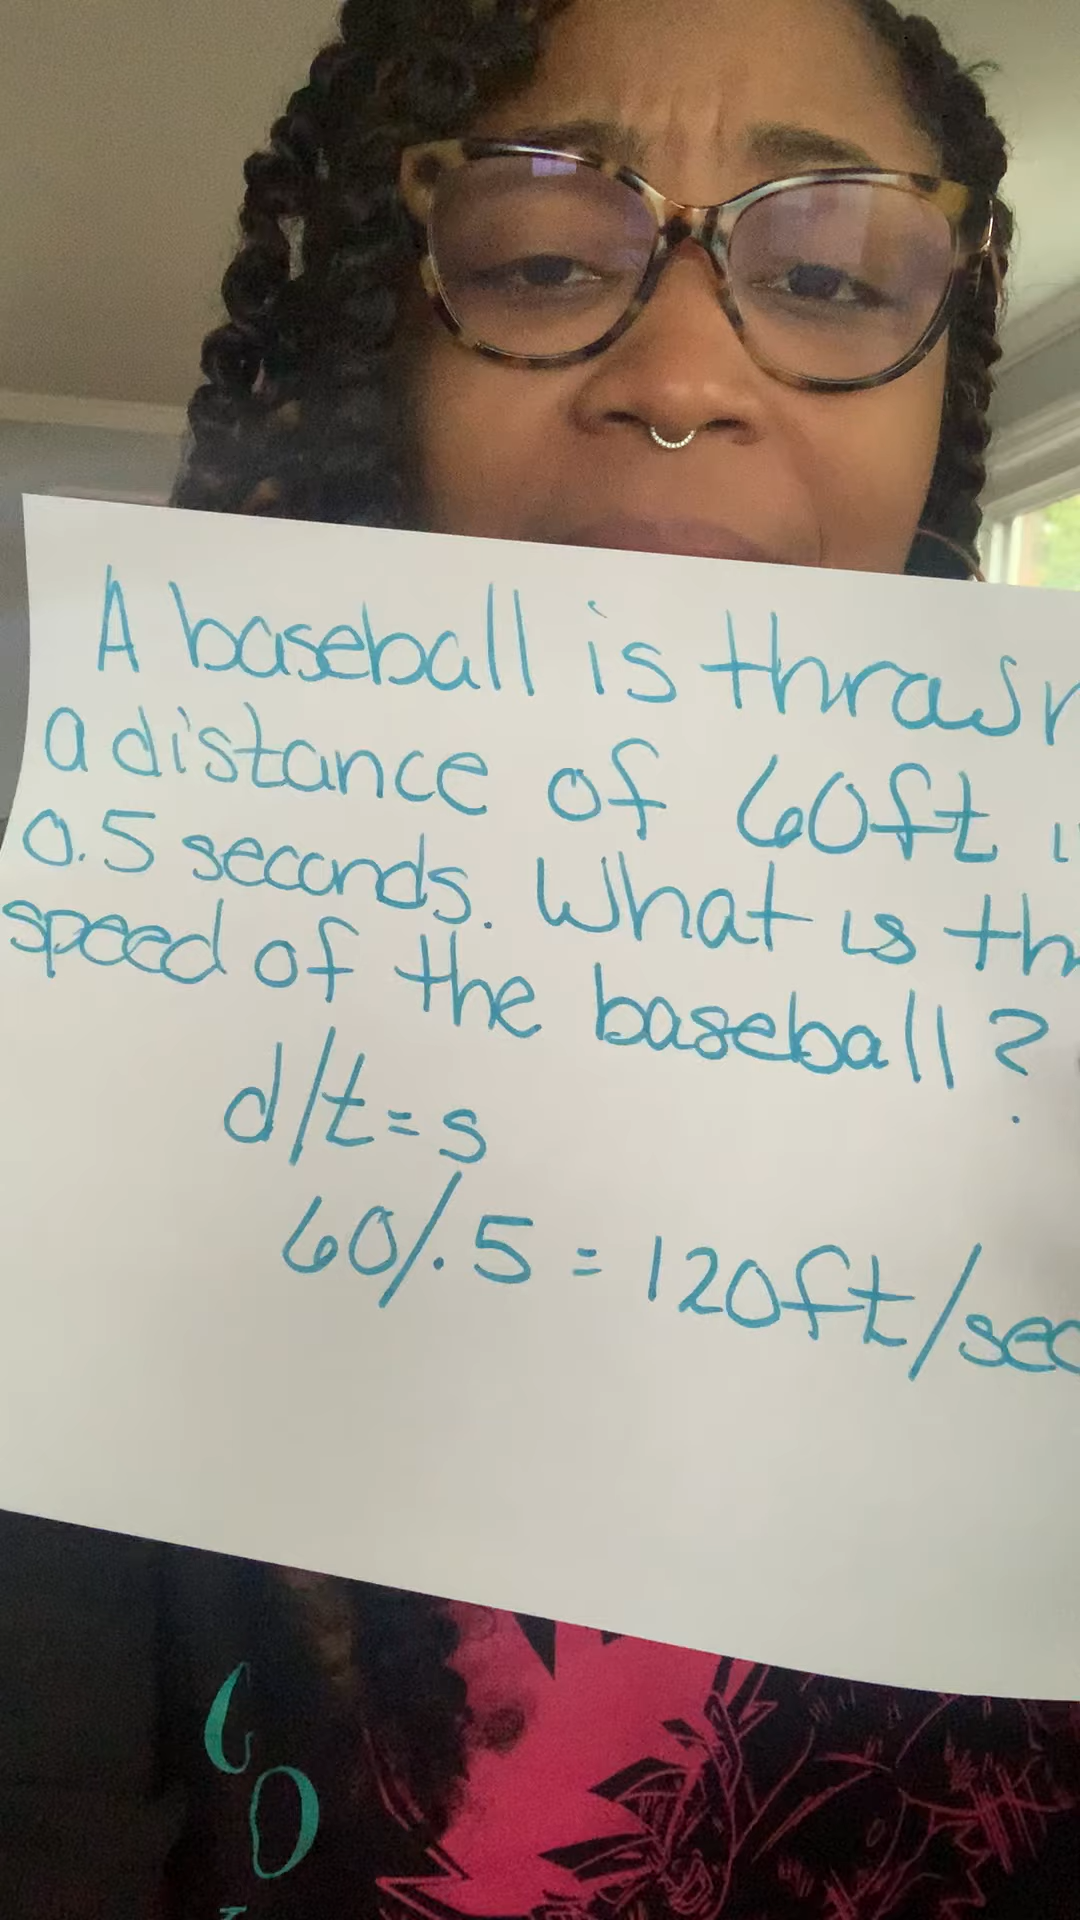 A baseball is thrown
a distance of 60ft
0.5 seconds. What is the
speed of the baseball?
d/t=s
60/.5 = 120ft/sec